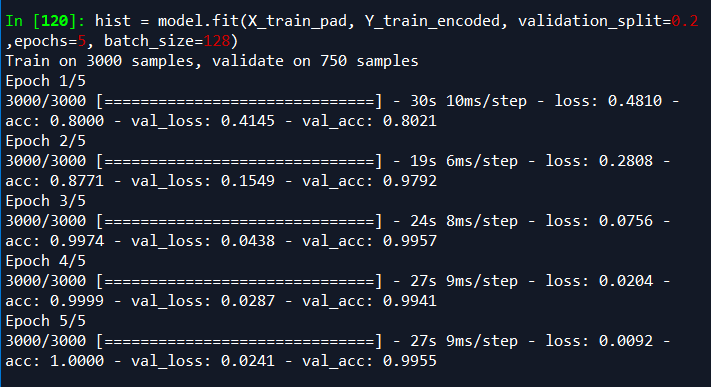 In [120]: hist = model.fit(X_train_pad, Y_train_encoded, validation_split=0.2
,epochs=5, batch_size=128)
Train on 3000 samples, validate on 750 samples
Epoch 1/5
3000/3000 [==============================] - 30s 10ms/step - loss: 0.4810 -
acc: 0.8000 - val_loss: 0.4145 - val_acc: 0.8021
Epoch 2/5
3000/3000 [==============================] - 19s 6ms/step - loss: 0.2808 -
acc: 0.8771 - val_loss: 0.1549 - val_acc: 0.9792
Epoch 3/5
3000/3000 [==============================] - 24s 8ms/step - loss: 0.0756 -
acc: 0.9974 - val_loss: 0.0438 - val_acc: 0.9957
Epoch 4/5
3000/3000 [==============================] - 27s 9ms/step - loss: 0.0204 -
acc: 0.9999 - val_loss: 0.0287 - val_acc: 0.9941
Epoch 5/5
3000/3000 [==============================] - 27s 9ms/step - loss: 0.0092 -
acc: 1.0000 - val_loss: 0.0241 - val_acc: 0.9955